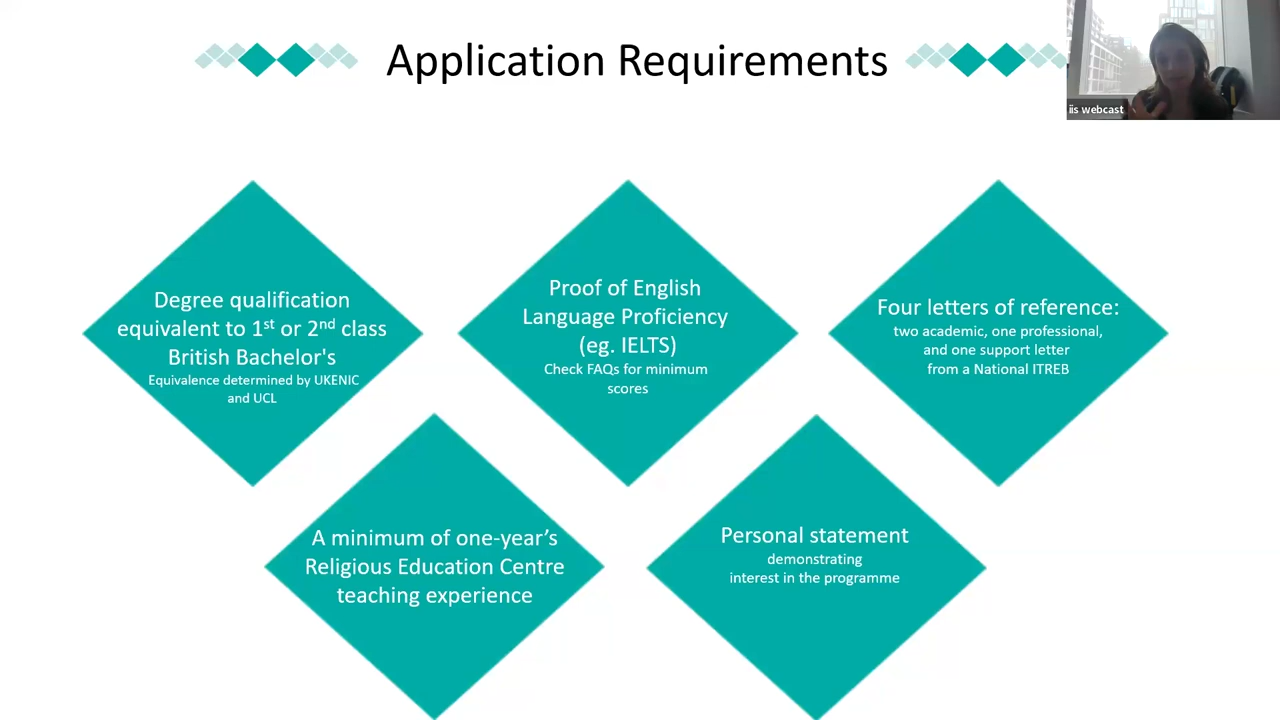 Application Requirements
iis webcast
Degree qualification
equivalent to 1st or 2nd class
British Bachelor's
Equivalence determined by UKENIC
and UCL
Proof of English
Language Proficiency
(eg. IELTS)
Check FAQs for minimum
scores
Four letters of reference:
two academic, one professional,
and one support letter
from a National ITREB
A minimum of one-year’s
Religious Education Centre
teaching experience
Personal statement
demonstrating
interest in the programme